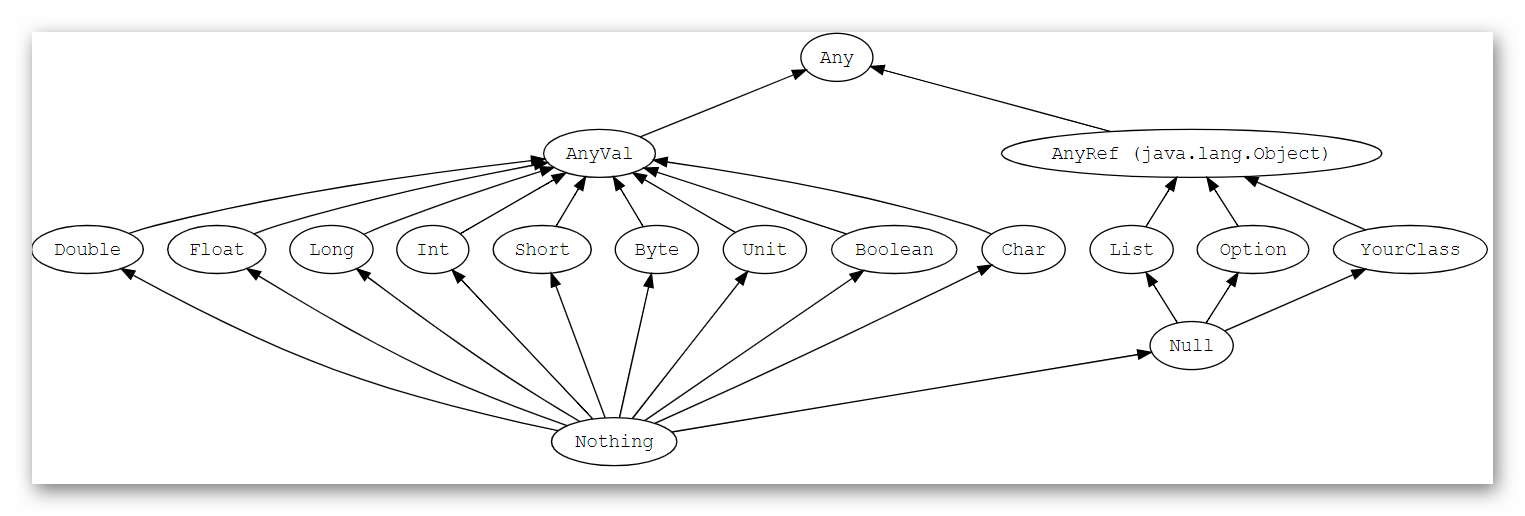 Any
AnyVal
AnyRef (java.lang.Object)
Double
Float
Long
Int
Short
Byte
Unit
Boolean
Char
List
Option
YourClass
Null
Nothing